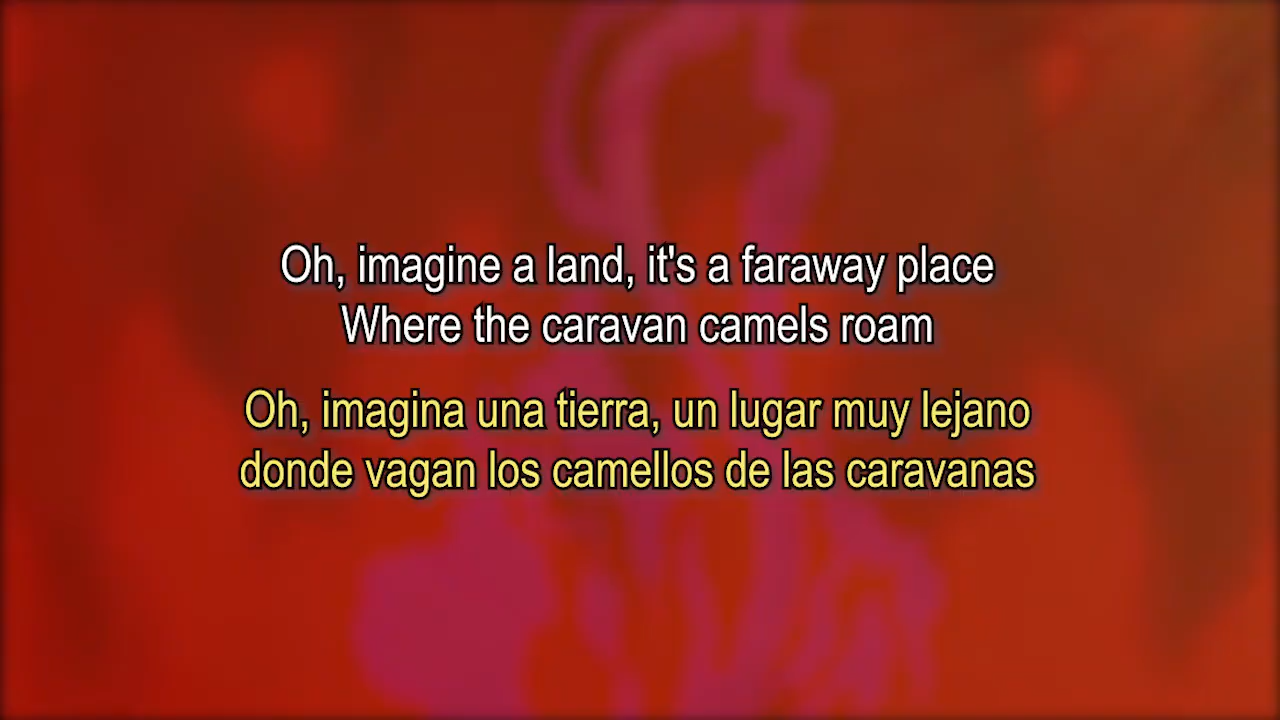 Oh, imagine a land, it's a faraway place
Where the caravan camels roam
Oh, imagina una tierra, un lugar muy lejano
donde vagan los camellos de las caravanas